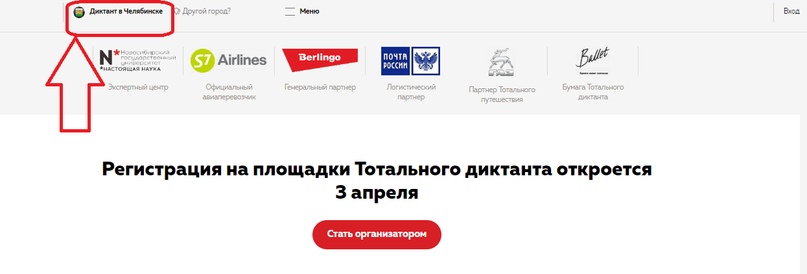 Диктант в Челябинске
Другой город?
Меню
Вход
N* Новосибирский
государственный
университет
*НАСТОЯЩАЯ НАУКА
S7 Airlines
Berlingo
ПОЧТА
РОССИИ
Ballet
Экспертный центр
Официальный
авиаперевозчик
Генеральный партнер
Логистический
партнер
Партнер Тотального
путешествия
Бумага Тотального
диктанта
Регистрация на площадки Тотального диктанта откроется
3 апреля
Стать организатором